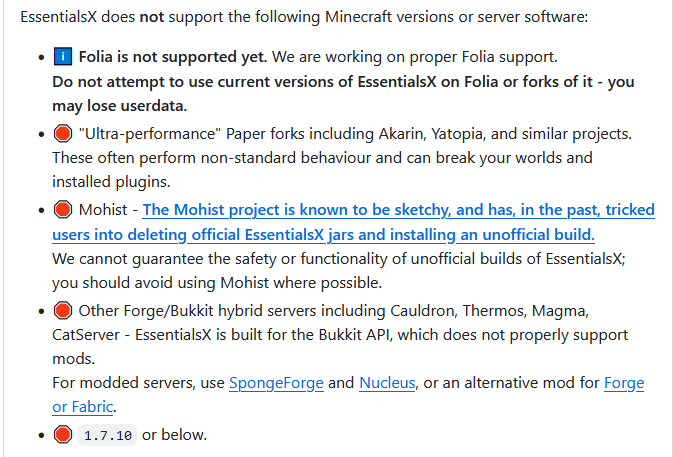 EssentialsX does not support the following Minecraft versions or server software:
• i Folia is not supported yet. We are working on proper Folia support.
Do not attempt to use current versions of EssentialsX on Folia or forks of it - you
may lose userdata.
• "Ultra-performance" Paper forks including Akarin, Yatopia, and similar projects.
These often perform non-standard behaviour and can break your worlds and
installed plugins.
• Mohist - The Mohist project is known to be sketchy, and has, in the past, tricked
users into deleting official EssentialsX jars and installing an unofficial build.
We cannot guarantee the safety or functionality of unofficial builds of EssentialsX;
you should avoid using Mohist where possible.
• Other Forge/Bukkit hybrid servers including Cauldron, Thermos, Magma,
CatServer - EssentialsX is built for the Bukkit API, which does not properly support
mods.
For modded servers, use SpongeForge and Nucleus, or an alternative mod for Forge
or Fabric.
• 1.7.10 or below.